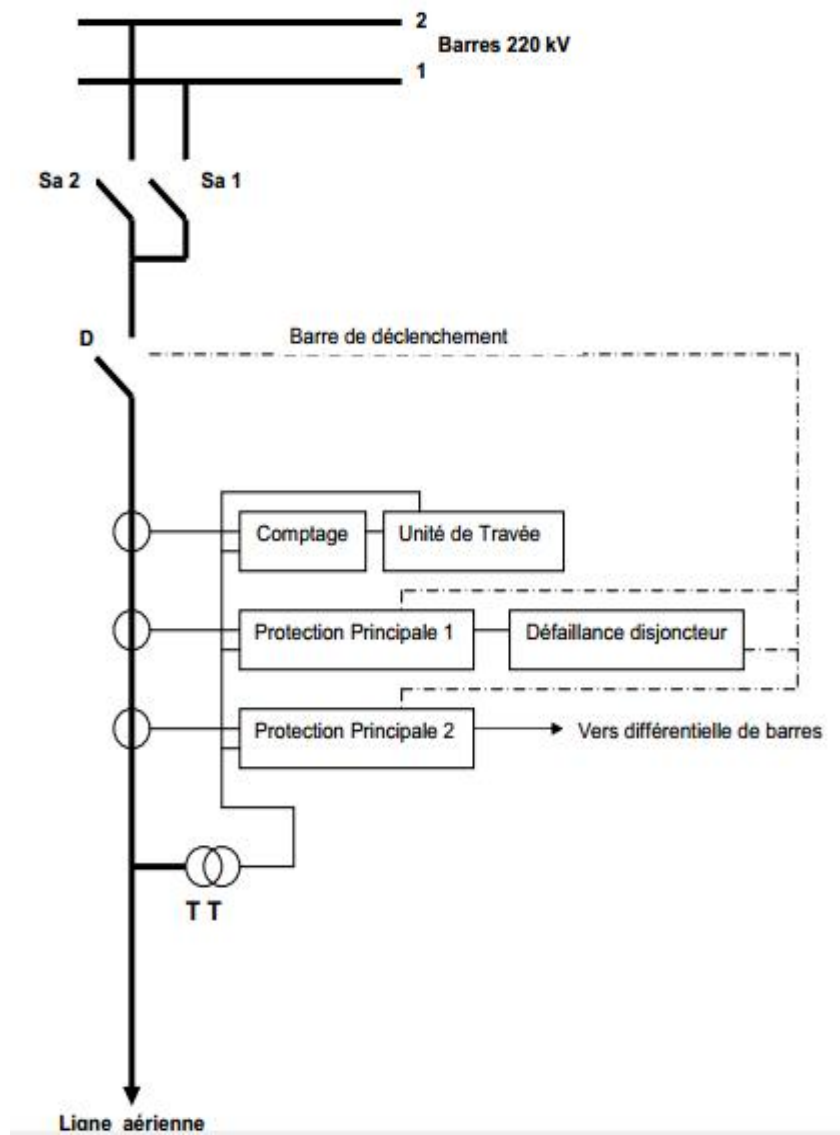 2
Barres 220 kV
1
Sa 2
Sa 1
D
Barre de déclenchement
Comptage
Unité de Travée
Protection Principale 1
Défaillance disjoncteur
Protection Principale 2
Vers différentielle de barres
T T
Ligne aérienne